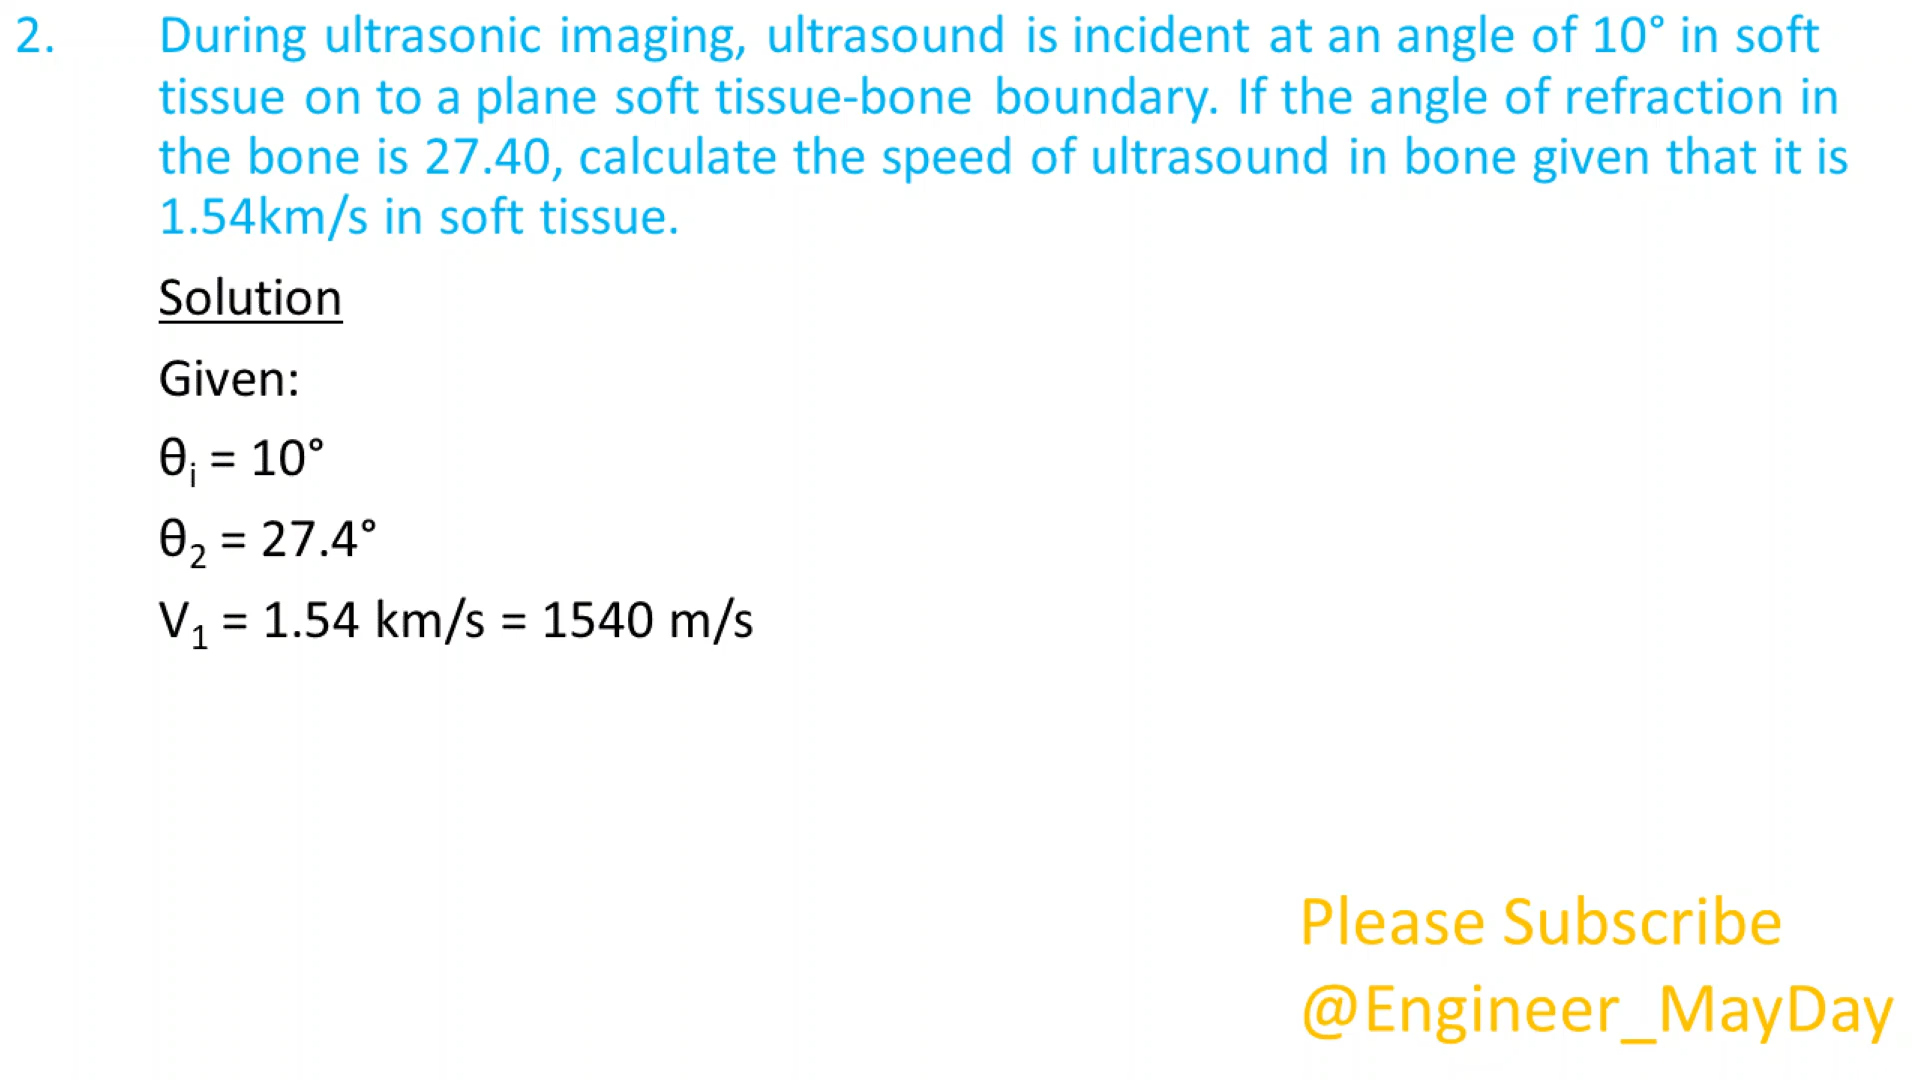 2. During ultrasonic imaging, ultrasound is incident at an angle of 10° in soft
tissue on to a plane soft tissue-bone boundary. If the angle of refraction in
the bone is 27.40, calculate the speed of ultrasound in bone given that it is
1.54km/s in soft tissue.
Solution
Given:
θᵢ = 10°
θ₂ = 27.4°
V₁ = 1.54 km/s = 1540 m/s
Please Subscribe
@Engineer_MayDay